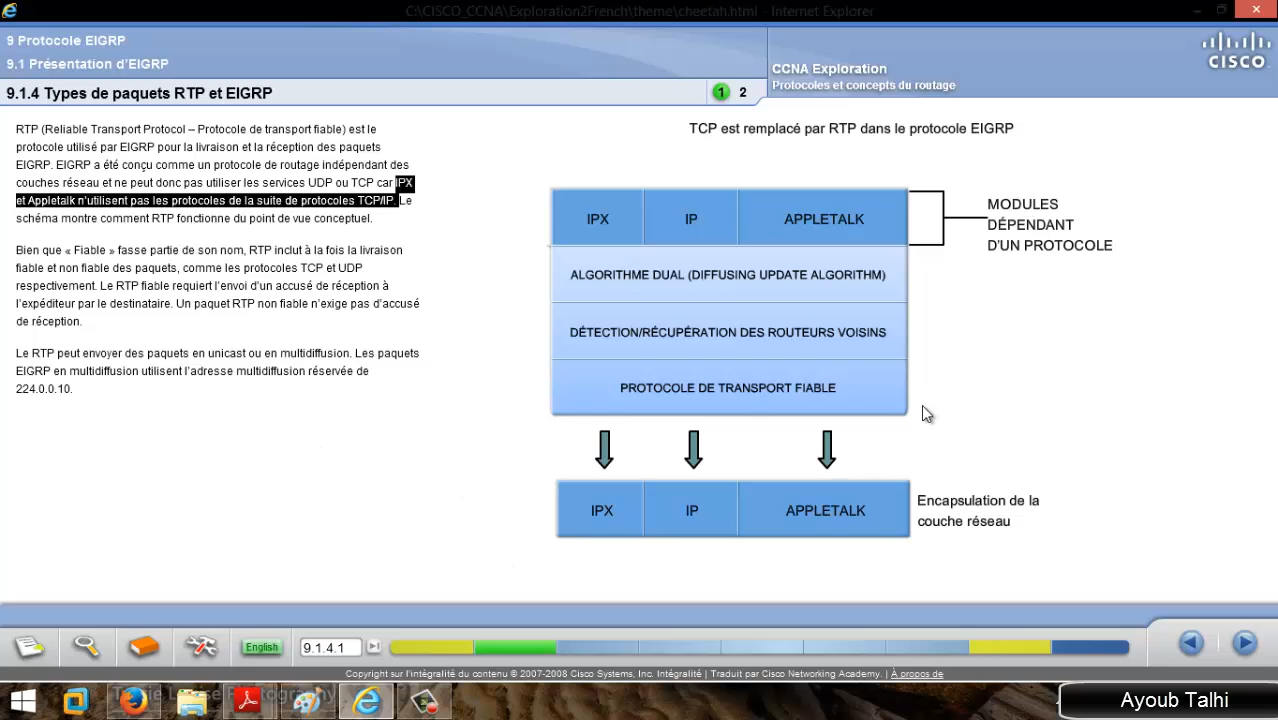 C:\CISCO_CCNA\Exploration2French\theme\cheetah.html - Internet Explorer
9 Protocole EIGRP
9.1 Présentation d’EIGRP
CISCO
CCNA Exploration
Protocoles et concepts du routage
9.1.4 Types de paquets RTP et EIGRP
1 2
RTP (Reliable Transport Protocol – Protocole de transport fiable) est le
protocole utilisé par EIGRP pour la livraison et la réception des paquets
EIGRP. EIGRP a été conçu comme un protocole de routage indépendant des
couches réseau et ne peut donc pas utiliser les services UDP ou TCP car IPX
et Appletalk n’utilisent pas les protocoles de la suite de protocoles TCP/IP. Le
schéma montre comment RTP fonctionne du point de vue conceptuel.
Bien que « Fiable » fasse partie de son nom, RTP inclut à la fois la livraison
fiable et non fiable des paquets, comme les protocoles TCP et UDP
respectivement. Le RTP fiable requiert l’envoi d’un accusé de réception à
l’expéditeur par le destinataire. Un paquet RTP non fiable n’exige pas d’accusé
de réception.
Le RTP peut envoyer des paquets en unicast ou en multidiffusion. Les paquets
EIGRP en multidiffusion utilisent l’adresse multidiffusion réservée de
224.0.0.10.
TCP est remplacé par RTP dans le protocole EIGRP
IPX IP APPLETALK
MODULES
DÉPENDANT
D’UN PROTOCOLE
ALGORITHME DUAL (DIFFUSING UPDATE ALGORITHM)
DÉTECTION/RÉCUPÉRATION DES ROUTEURS VOISINS
PROTOCOLE DE TRANSPORT FIABLE
IPX IP APPLETALK
Encapsulation de la
couche réseau
English 9.1.4.1
Copyright sur l'intégralité du contenu © 2007-2008 Cisco Systems, Inc. Intégralité | Traduit par Cisco Networking Academy. | À propos de
Ayoub Talhi